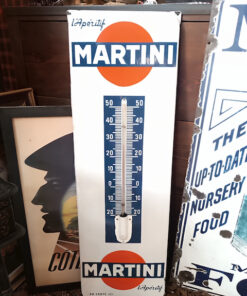 l'Apéritif
MARTINI
50 50
40 40
30 30
20 20
10 10
0 0
10 10
20 20
MARTINI
l'Apéritif
COT
THE
UP-TO-DATE
NURSERY
FOOD